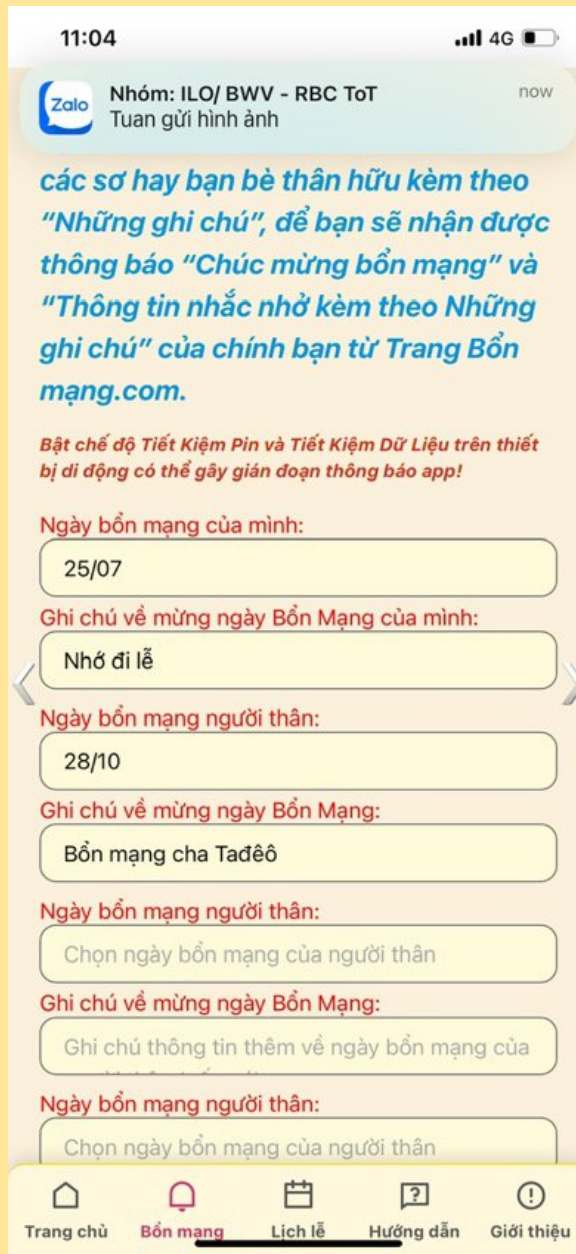 11:04
4G
Zalo
Nhóm: ILO/ BWV - RBC ToT
now
Tuan gửi hình ảnh
các sơ hay bạn bè thân hữu kèm theo
“Những ghi chú”, để bạn sẽ nhận được
thông báo “Chúc mừng bổn mạng” và
“Thông tin nhắc nhở kèm theo Những
ghi chú” của chính bạn từ Trang Bổn
mạng.com.
Bật chế độ Tiết Kiệm Pin và Tiết Kiệm Dữ Liệu trên thiết
bị di động có thể gây gián đoạn thông báo app!
Ngày bổn mạng của mình:
25/07
Ghi chú về mừng ngày Bổn Mạng của mình:
Nhớ đi lễ
Ngày bổn mạng người thân:
28/10
Ghi chú về mừng ngày Bổn Mạng:
Bổn mạng cha Tađêô
Ngày bổn mạng người thân:
Chọn ngày bổn mạng của người thân
Ghi chú về mừng ngày Bổn Mạng:
Ghi chú thông tin thêm về ngày bổn mạng của
Ngày bổn mạng người thân:
Chọn ngày bổn mạng của người thân
Trang chủ
Bổn mạng
Lịch lễ
Hướng dẫn
Giới thiệu